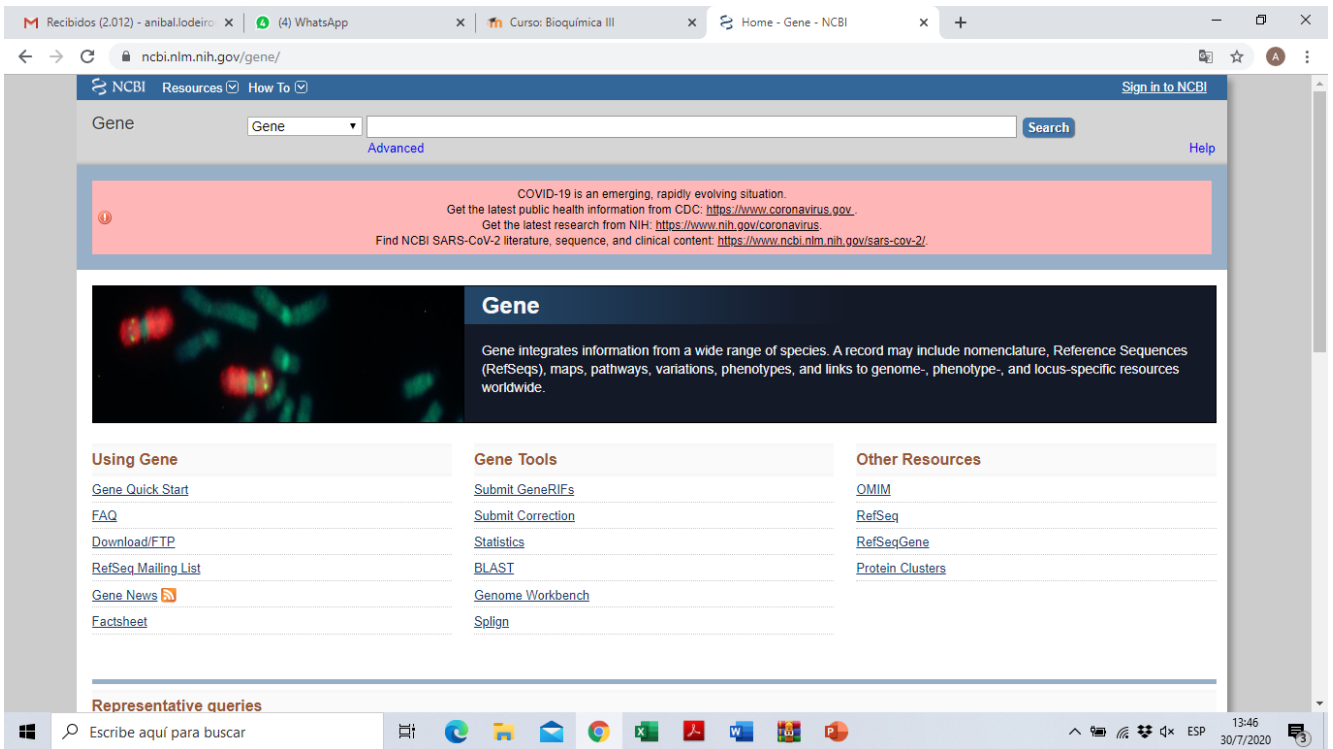 Recibidos (2.012) - anibal.lodeiro
(4) WhatsApp
Curso: Bioquímica III
Home - Gene - NCBI
ncbi.nlm.nih.gov/gene/
A
NCBI Resources How To Sign in to NCBI
Gene Gene Search
Advanced Help
COVID-19 is an emerging, rapidly evolving situation.
Get the latest public health information from CDC: https://www.coronavirus.gov .
Get the latest research from NIH: https://www.nih.gov/coronavirus.
Find NCBI SARS-CoV-2 literature, sequence, and clinical content: https://www.ncbi.nlm.nih.gov/sars-cov-2/.
Gene
Gene integrates information from a wide range of species. A record may include nomenclature, Reference Sequences
(RefSeqs), maps, pathways, variations, phenotypes, and links to genome-, phenotype-, and locus-specific resources
worldwide.
Using Gene
Gene Quick Start
FAQ
Download/FTP
RefSeq Mailing List
Gene News
Factsheet
Gene Tools
Submit GeneRIFs
Submit Correction
Statistics
BLAST
Genome Workbench
Splign
Other Resources
OMIM
RefSeq
RefSeqGene
Protein Clusters
Representative queries
Escribe aquí para buscar
ESP
13:46
30/7/2020
3